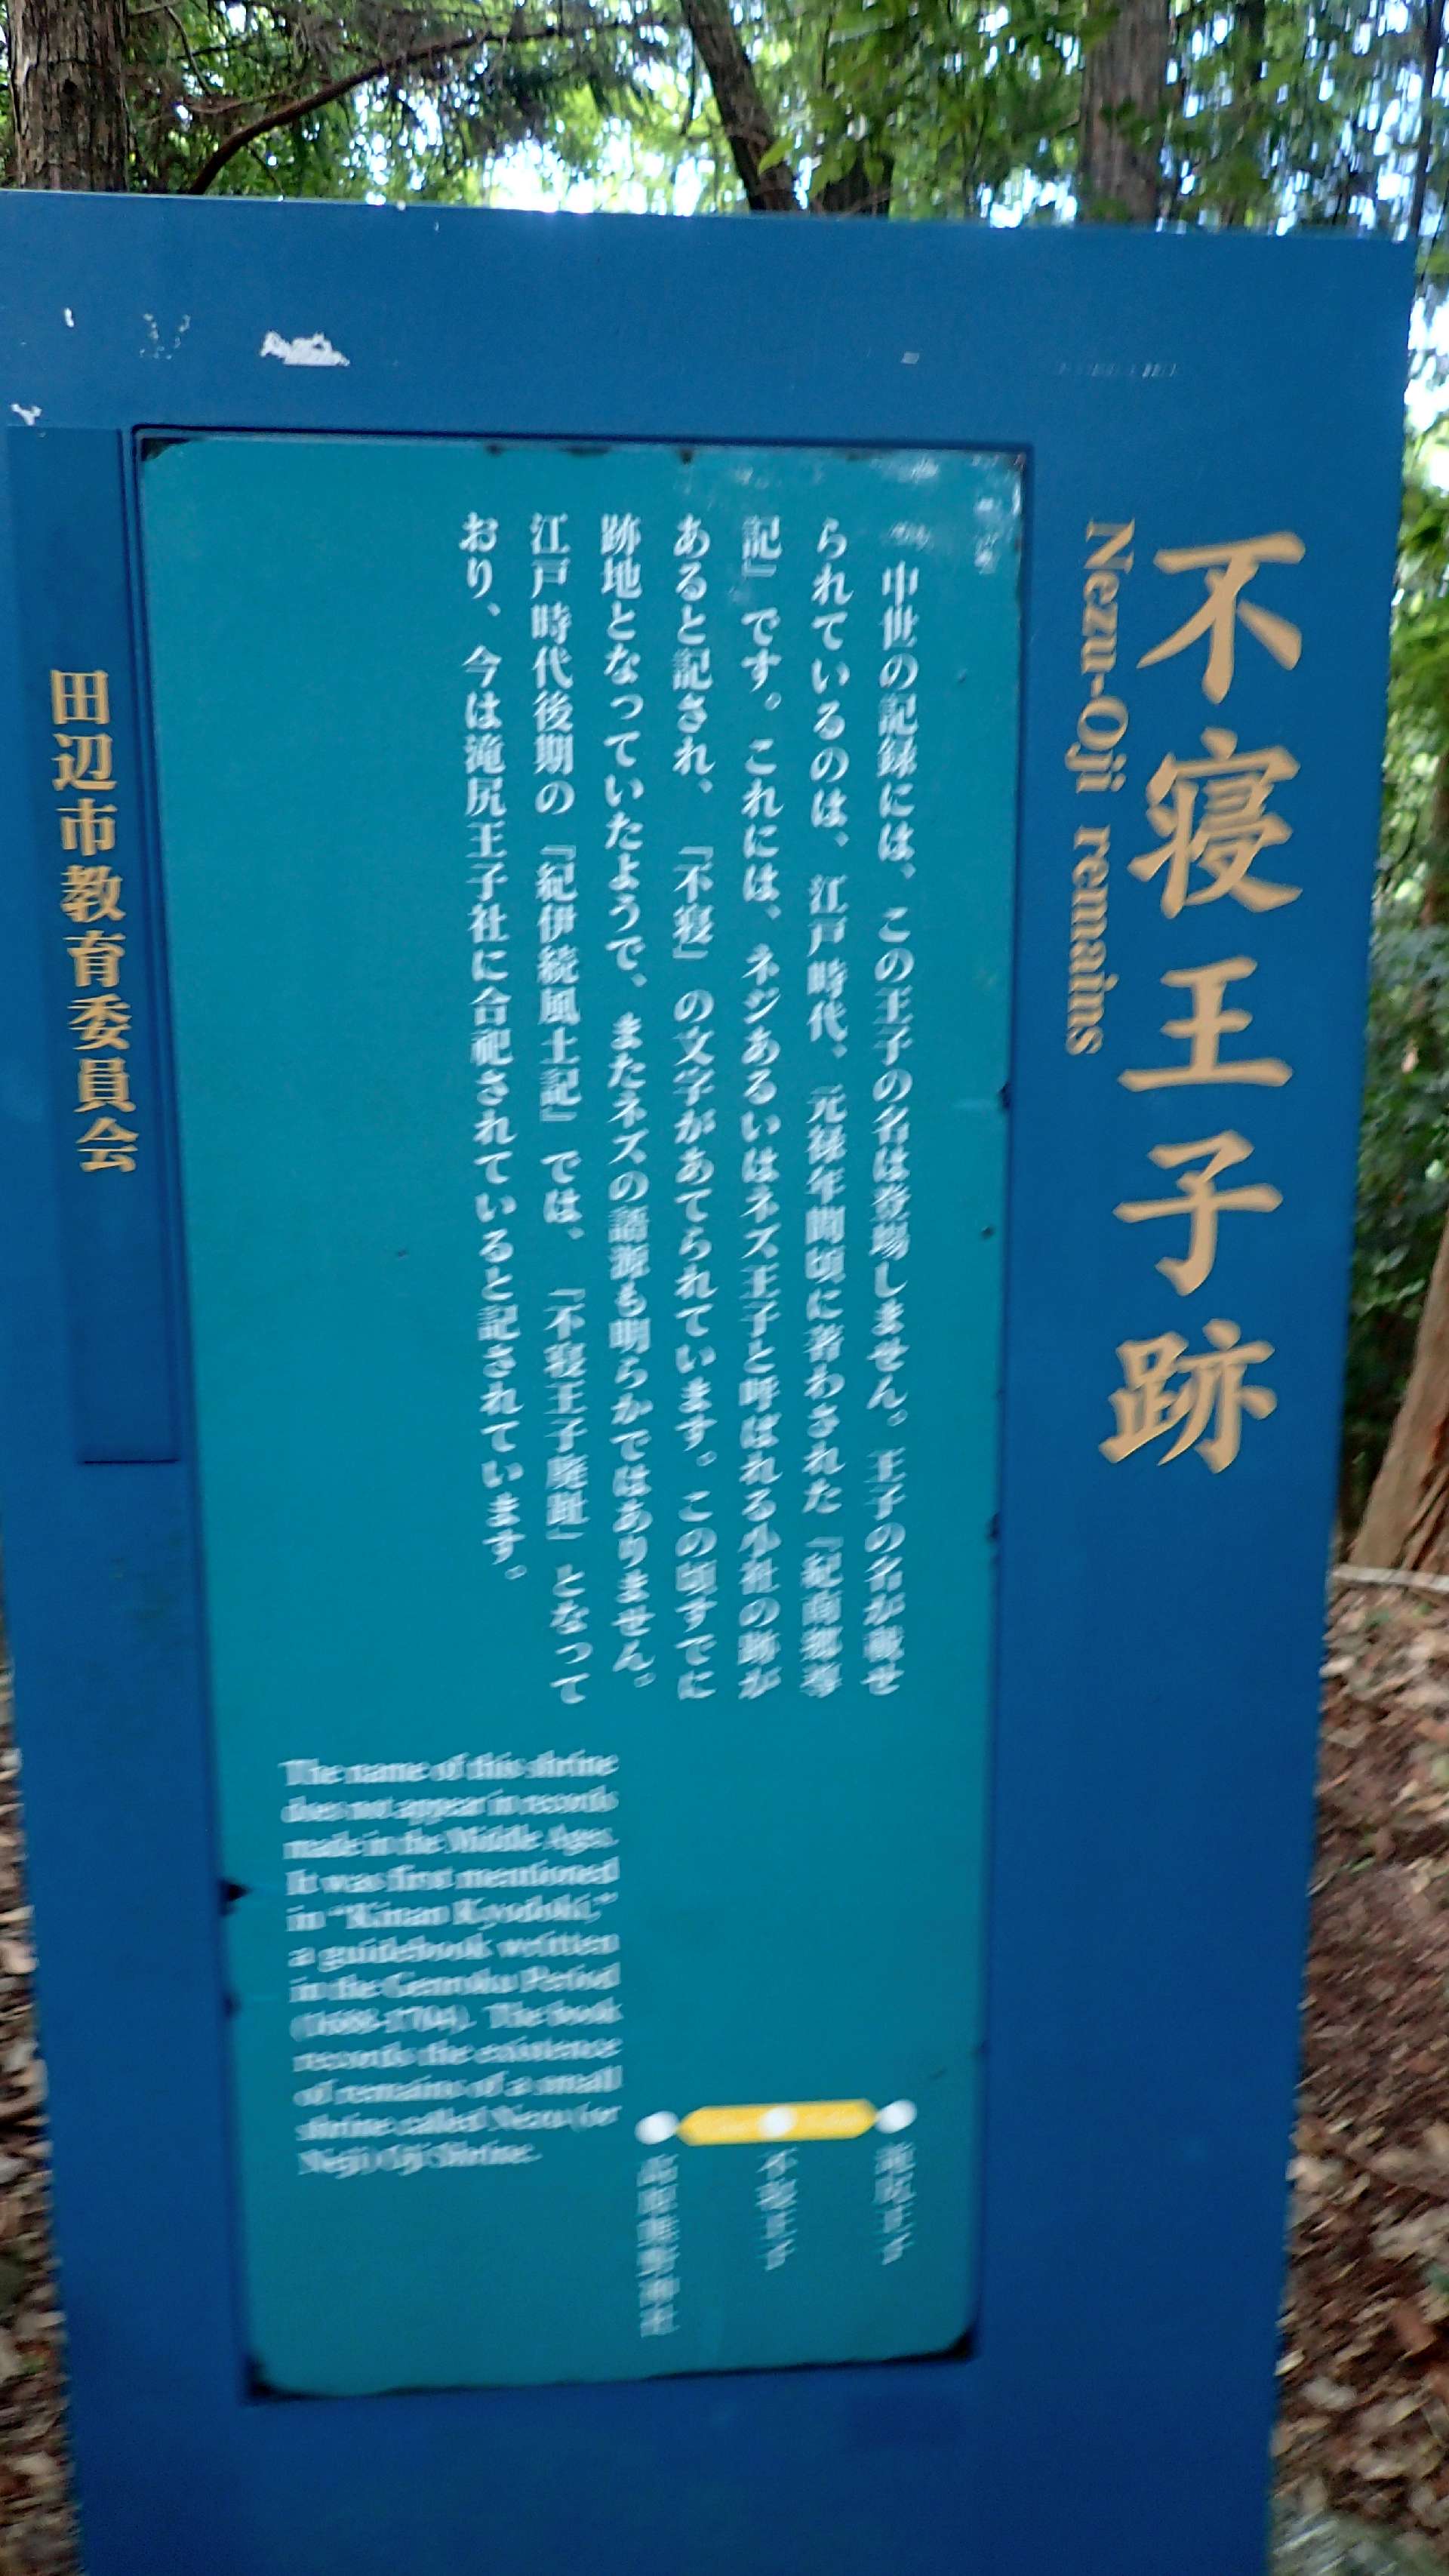 不寝王子跡
Nezu-Oji remains
中世の記録には、この王子の名は登場しません。王子の名が載せ
られているのは、江戸時代、元禄年間頃に著わされた『紀南郷導
記』です。これには、ネジあるいはネズ王子と呼ばれる小社の跡が
あると記され、「不寝」の文字があてられています。この頃すでに
跡地となっていたようで、またネズの語源も明らかではありません。
江戸時代後期の『紀伊続風土記』では、「不寝王子廃趾」となって
おり、今は滝尻王子社に合祀されていると記されています。
The name of this shrine
does not appear in records
made in the Middle Ages.
It was first mentioned
in "Kinan Kyodoki,"
a guidebook written
in the Genroku Period
(1688-1704). The book
records the existence
of remains of a small
shrine called Nezu (or
Neji) Oji Shrine.
滝尻王子
不寝王子
田辺市教育委員会